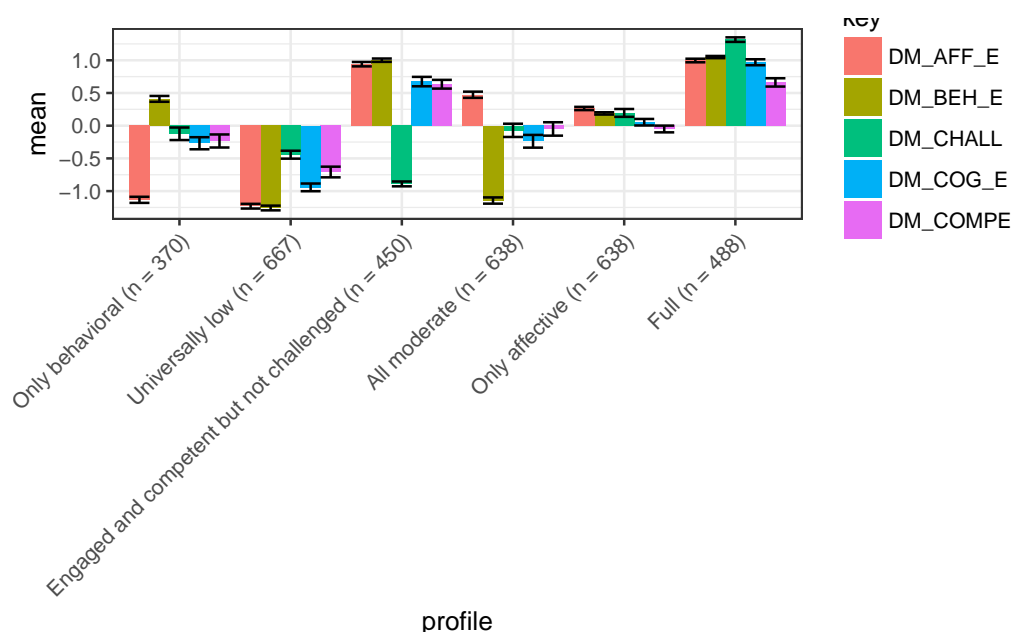 key
DM_AFF_E
DM_BEH_E
DM_CHALL
DM_COG_E
DM_COMPE
mean
1.0
0.5
0.0
−0.5
−1.0
Only behavioral (n = 370)
Universally low (n = 667)
Engaged and competent but not challenged (n = 450)
All moderate (n = 638)
Only affective (n = 638)
Full (n = 488)
profile